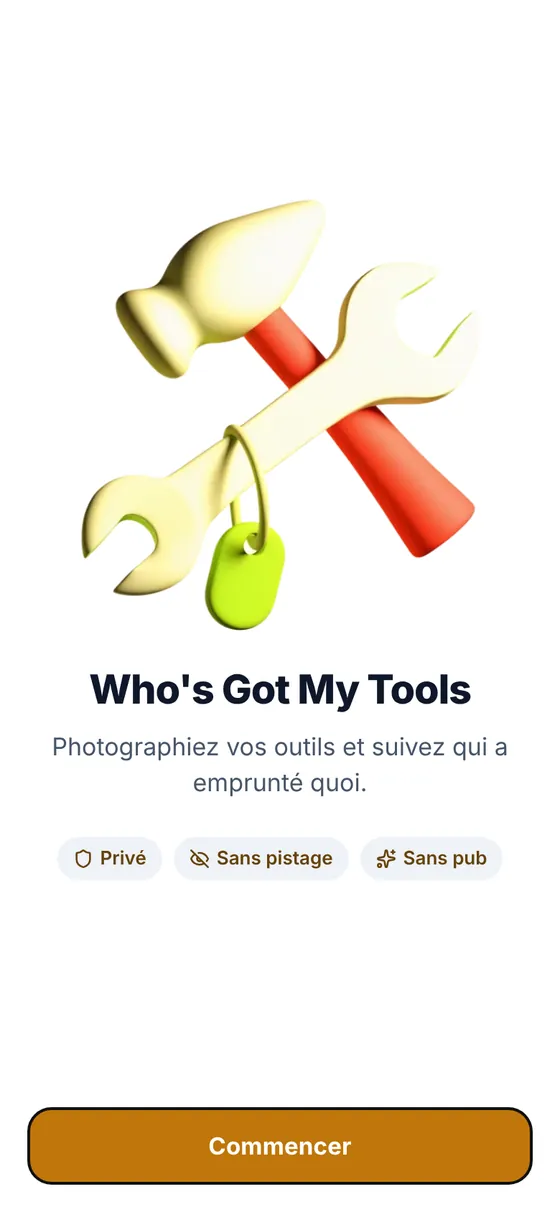 Who's Got My Tools
Photographiez vos outils et suivez qui a
emprunté quoi.
Privé
Sans pistage
Sans pub
Commencer